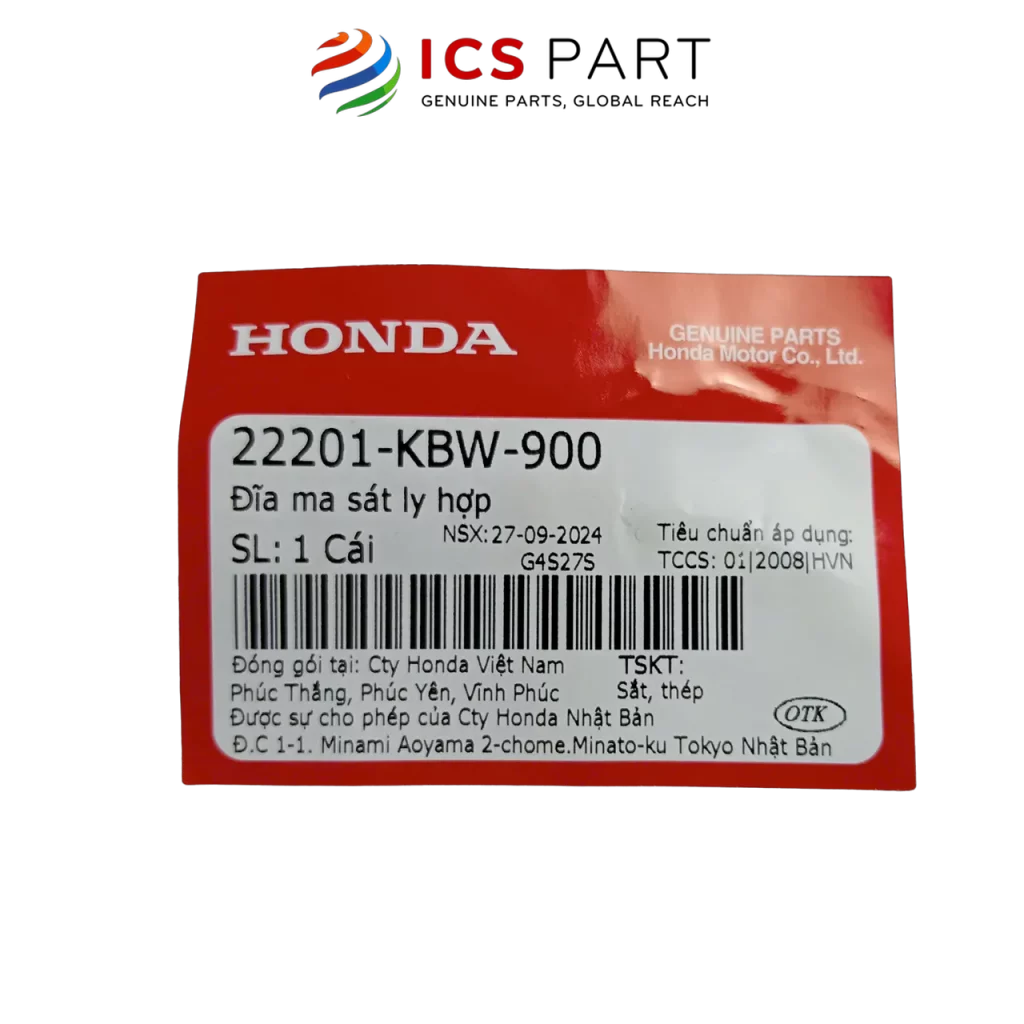 ICS PART
GENUINE PARTS, GLOBAL REACH
HONDA
GENUINE PARTS
Honda Motor Co., Ltd.
22201-KBW-900
Đĩa ma sát ly hợp
SL: 1 Cái
NSX: 27-09-2024
G4S27S
Tiêu chuẩn áp dụng:
TCCS: 01|2008|HVN
Đóng gói tại: Cty Honda Việt Nam
Phúc Thắng, Phúc Yên, Vĩnh Phúc
TSKT:
Sắt, thép
Được sự cho phép của Cty Honda Nhật Bản
Đ.C 1-1. Minami Aoyama 2-chome.Minato-ku Tokyo Nhật Bản
OTK